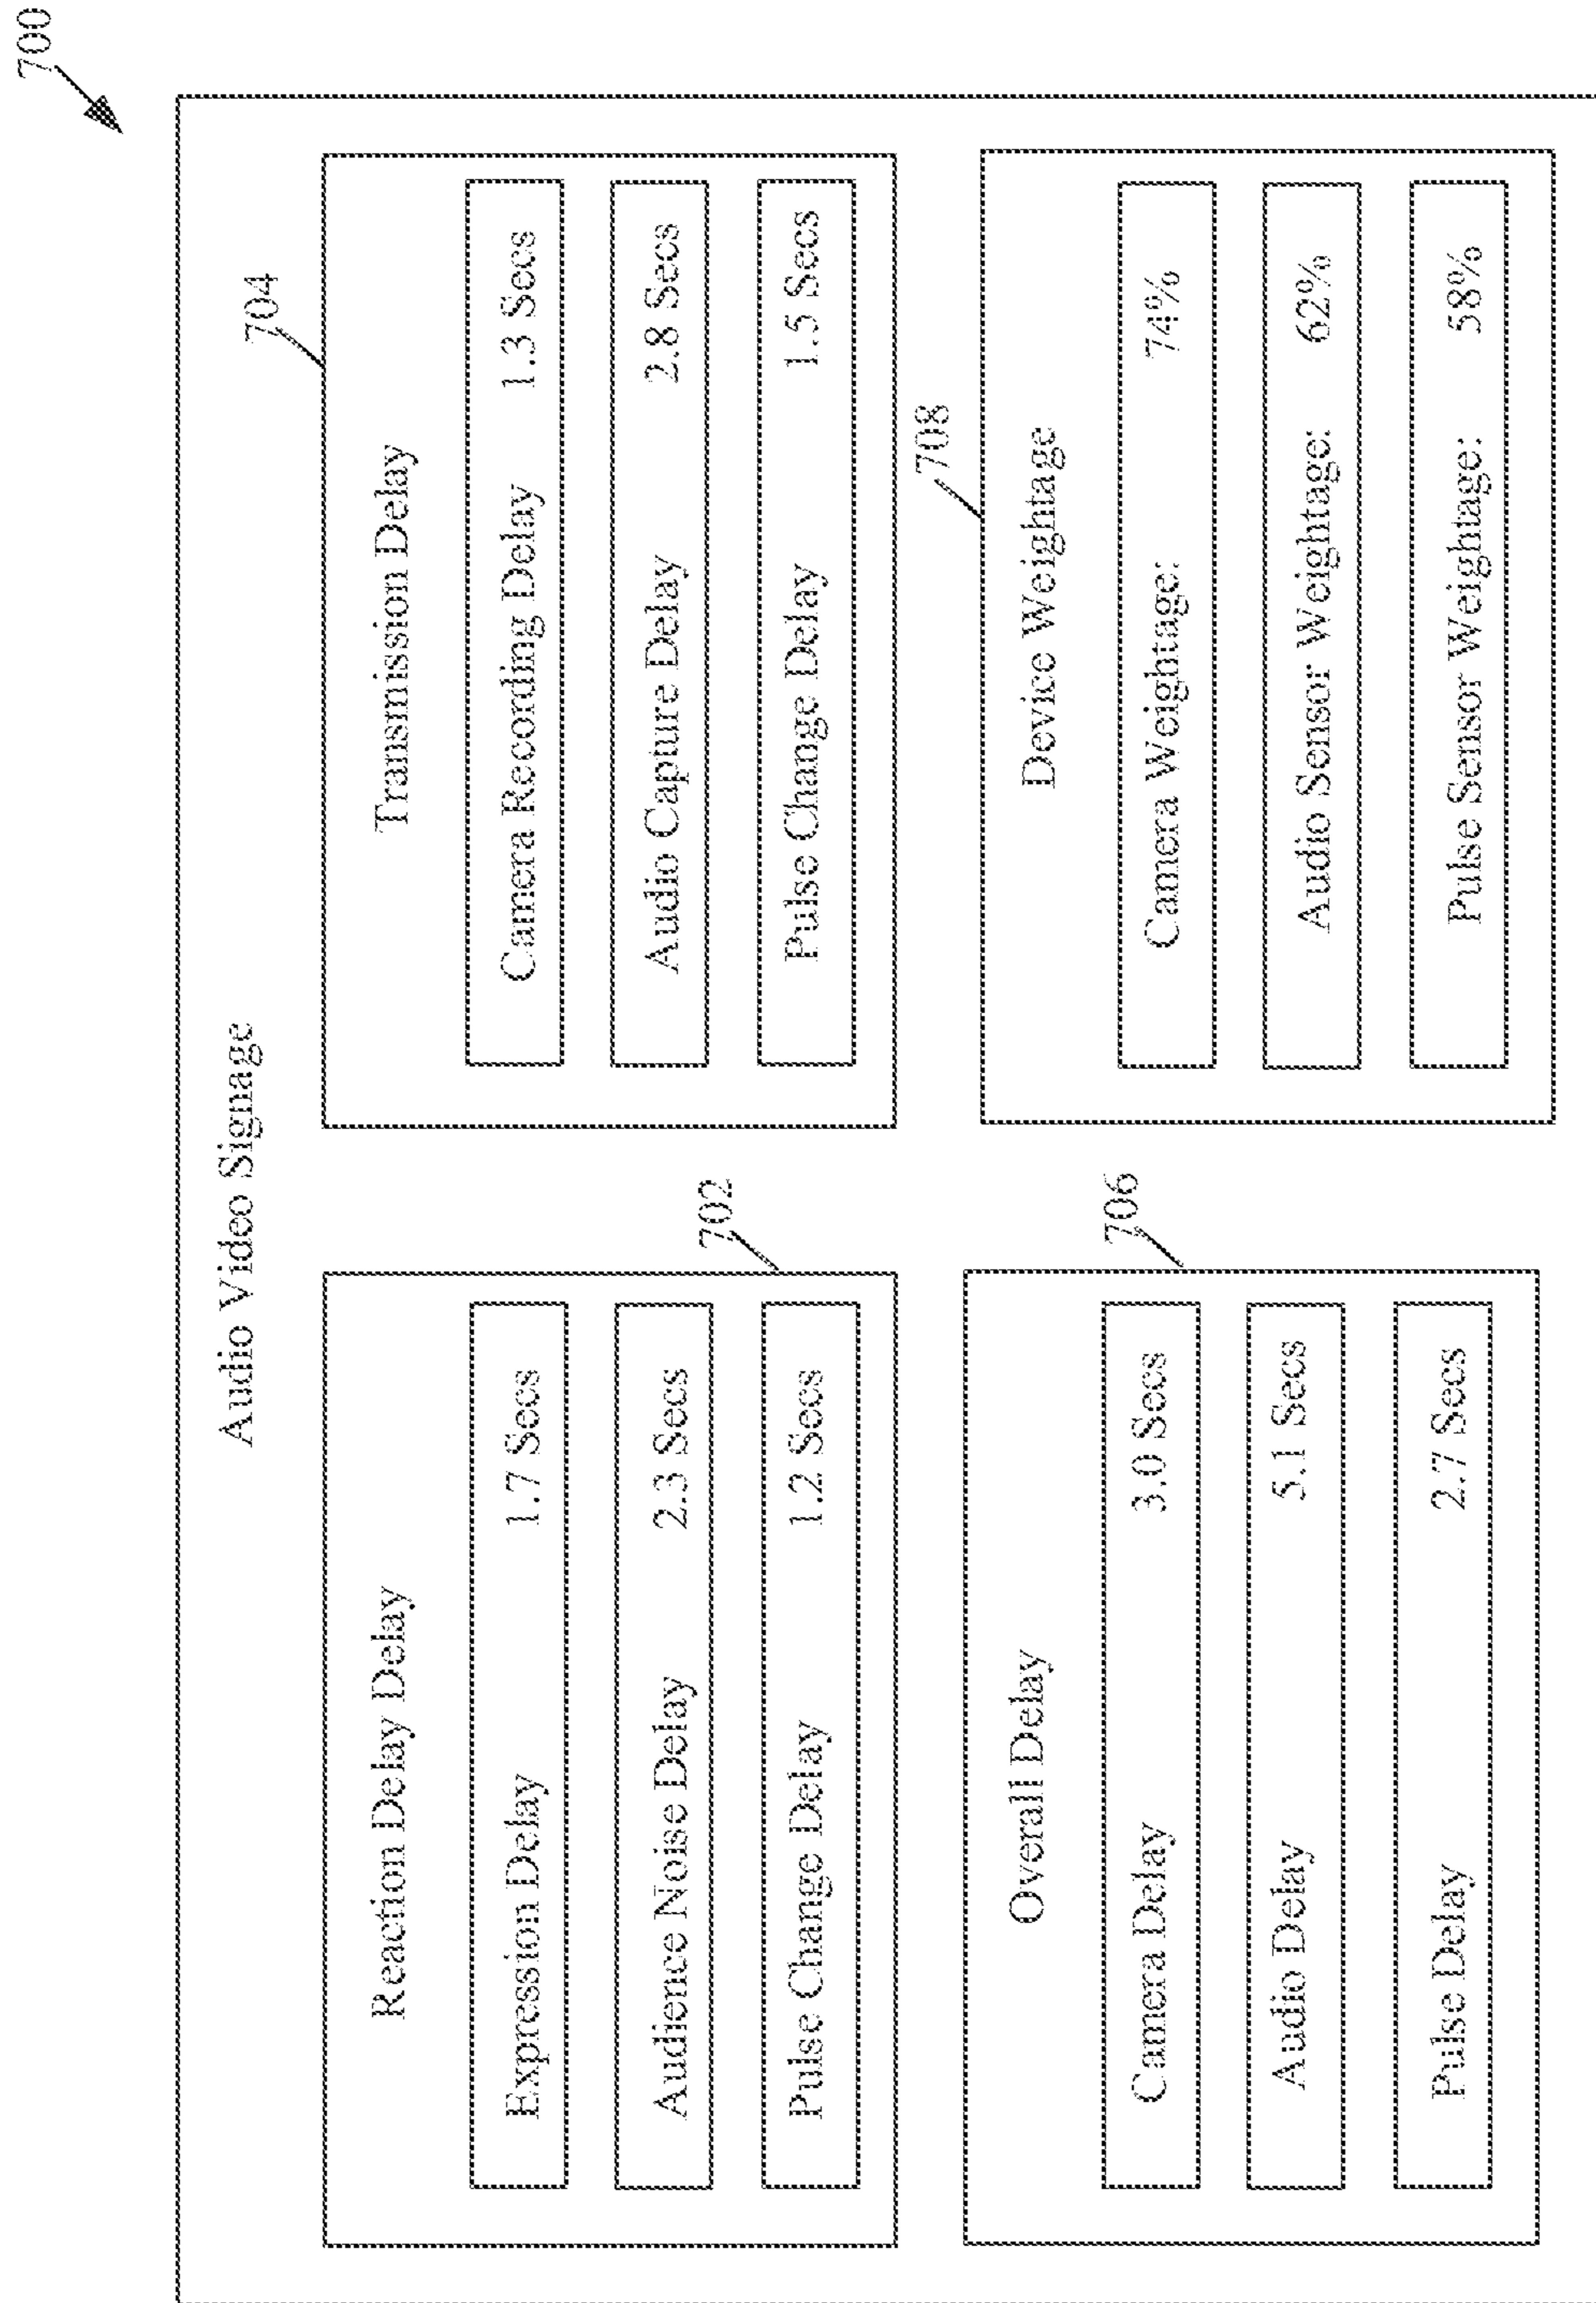 700
Audio Video Signage
Reaction Delay Delay
Expression Delay 1.7 Secs
Audience Noise Delay 2.3 Secs
Pulse Change Delay 1.2 Secs
702
704
Transmission Delay
Camera Recording Delay 1.3 Secs
Audio Capture Delay 2.8 Secs
Pulse Change Delay 1.5 Secs
706
Overall Delay
Camera Delay 3.0 Secs
Audio Delay 5.1 Secs
Pulse Delay 2.7 Secs
708
Device Weightage
Camera Weightage: 74%
Audio Sensor Weightage: 62%
Pulse Sensor Weightage: 58%